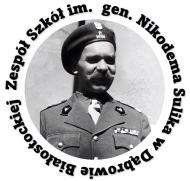 Zespół Szkół im. gen. Nikodema Sulika w Dąbrowie Białostockiej